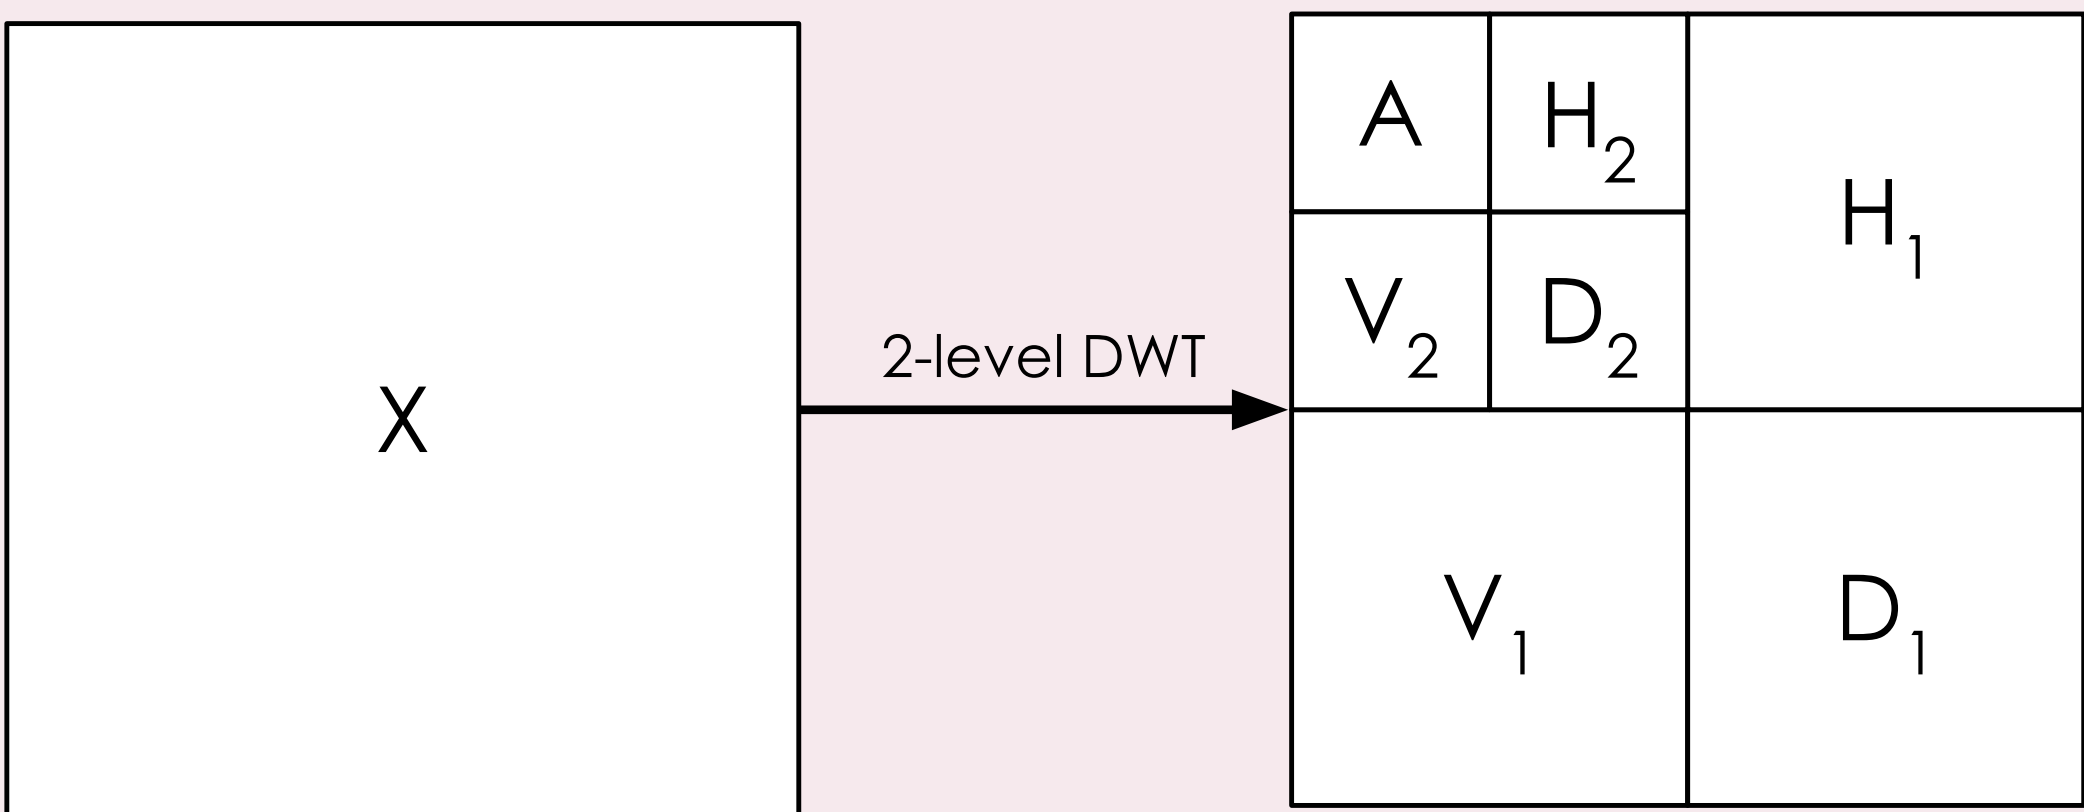 X
2-level DWT
A
H₂
V₂
D₂
H₁
V₁
D₁